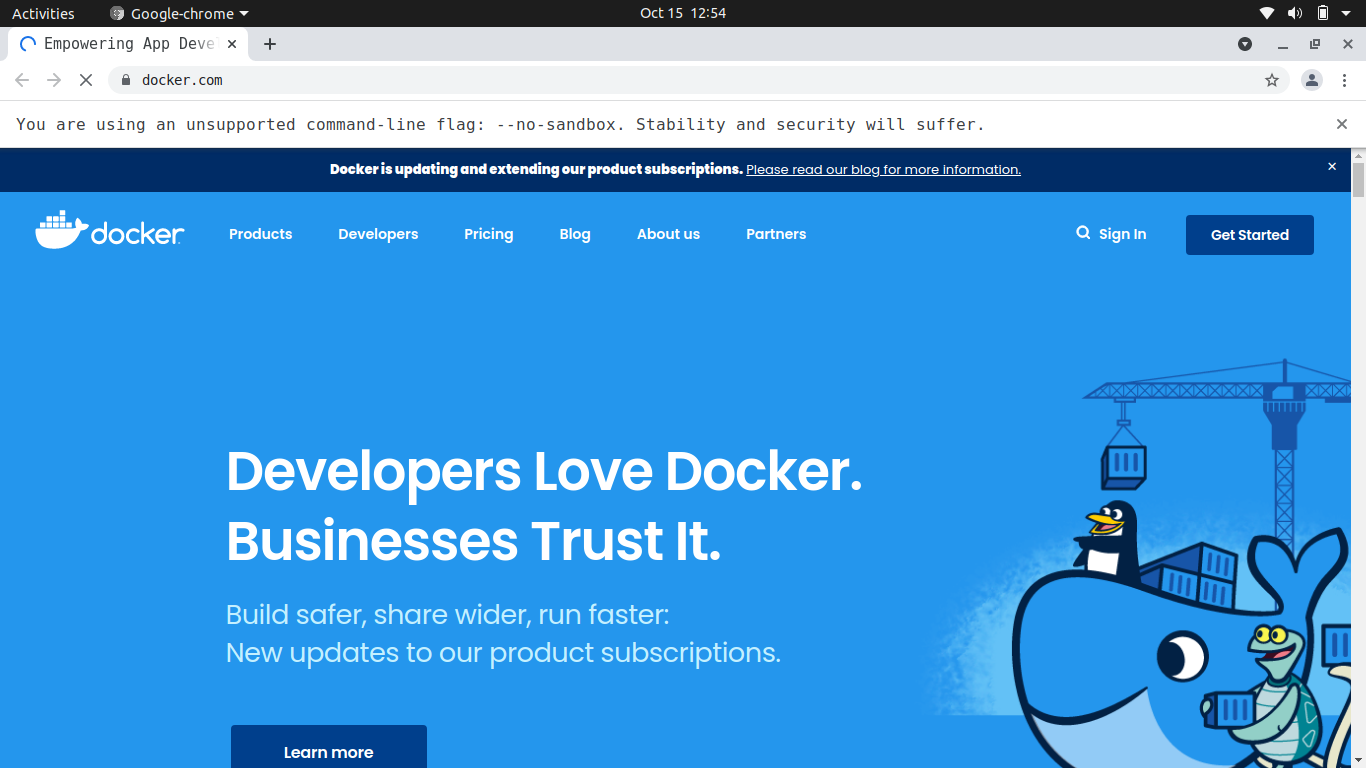 Activities
Google-chrome
Oct 15 12:54
Empowering App Deve
docker.com
You are using an unsupported command-line flag: --no-sandbox. Stability and security will suffer.
Docker is updating and extending our product subscriptions. Please read our blog for more information.
docker
Products
Developers
Pricing
Blog
About us
Partners
Sign In
Get Started
Developers Love Docker.
Businesses Trust It.
Build safer, share wider, run faster:
New updates to our product subscriptions.
Learn more